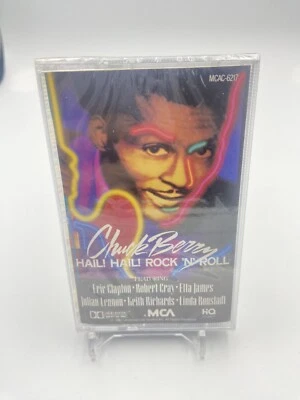 MCAC-6217
Chuck Berry
HAIL! HAIL! ROCK 'N' ROLL
FEATURING
Eric Clapton • Robert Cray • Etta James
Julian Lennon • Keith Richards • Linda Ronstadt
MCA
HQ